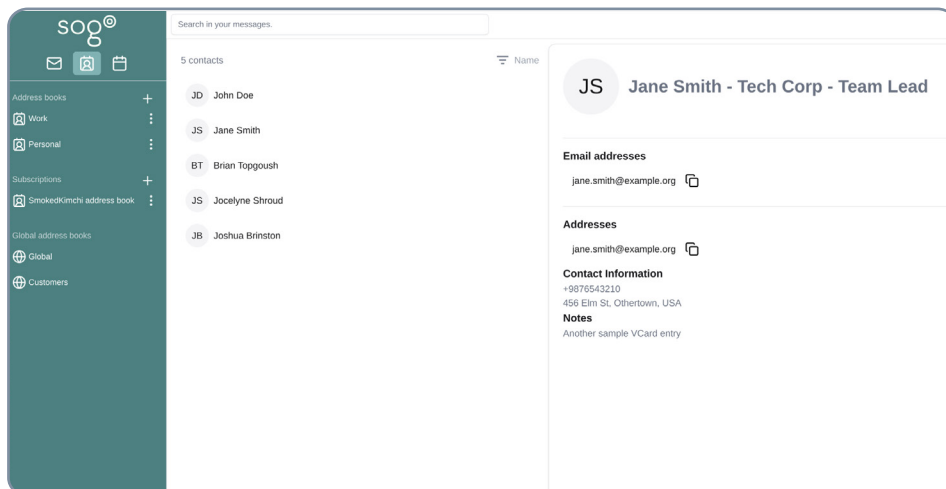 sogo
Search in your messages.
Address books
Work
Personal
Subscriptions
SmokedKimchi address book
Global address books
Global
Customers
5 contacts
Name
JD John Doe
JS Jane Smith
BT Brian Topgoush
JS Jocelyne Shroud
JB Joshua Brinston
JS Jane Smith - Tech Corp - Team Lead
Email addresses
jane.smith@example.org
Addresses
jane.smith@example.org
Contact Information
+9876543210
456 Elm St, Othertown, USA
Notes
Another sample VCard entry